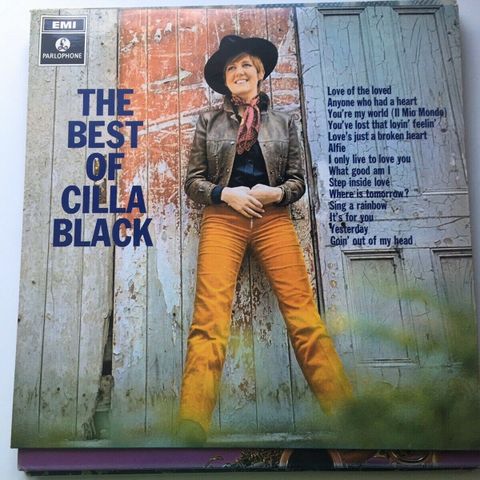 EMI
PARLOPHONE
THE
BEST
OF
CILLA
BLACK
Love of the loved
Anyone who had a heart
You're my world (Il Mio Mondo)
You've lost that lovin' feelin'
Love's just a broken heart
Alfie
I only live to love you
What good am I
Step inside love
Where is tomorrow?
Sing a rainbow
It's for you
Yesterday
Goin' out of my head